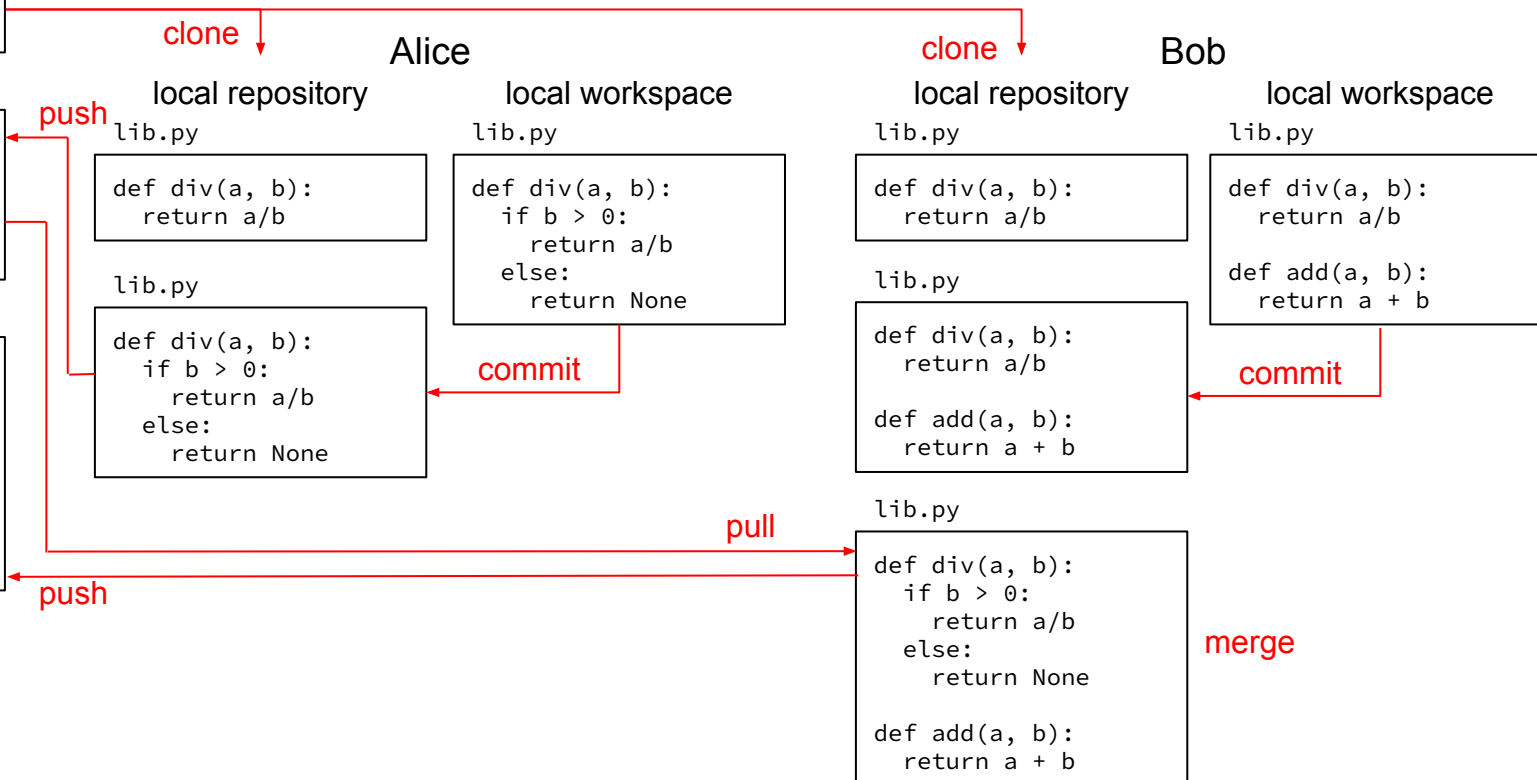 clone
Alice
clone
Bob
local repository
local workspace
local repository
local workspace
push
lib.py
def div(a, b):
  return a/b
lib.py
def div(a, b):
  if b > 0:
    return a/b
  else:
    return None
lib.py
def div(a, b):
  return a/b
lib.py
def div(a, b):
  return a/b

def add(a, b):
  return a + b
lib.py
def div(a, b):
  if b > 0:
    return a/b
  else:
    return None
commit
lib.py
def div(a, b):
  return a/b

def add(a, b):
  return a + b
commit
pull
push
lib.py
def div(a, b):
  if b > 0:
    return a/b
  else:
    return None

def add(a, b):
  return a + b
merge